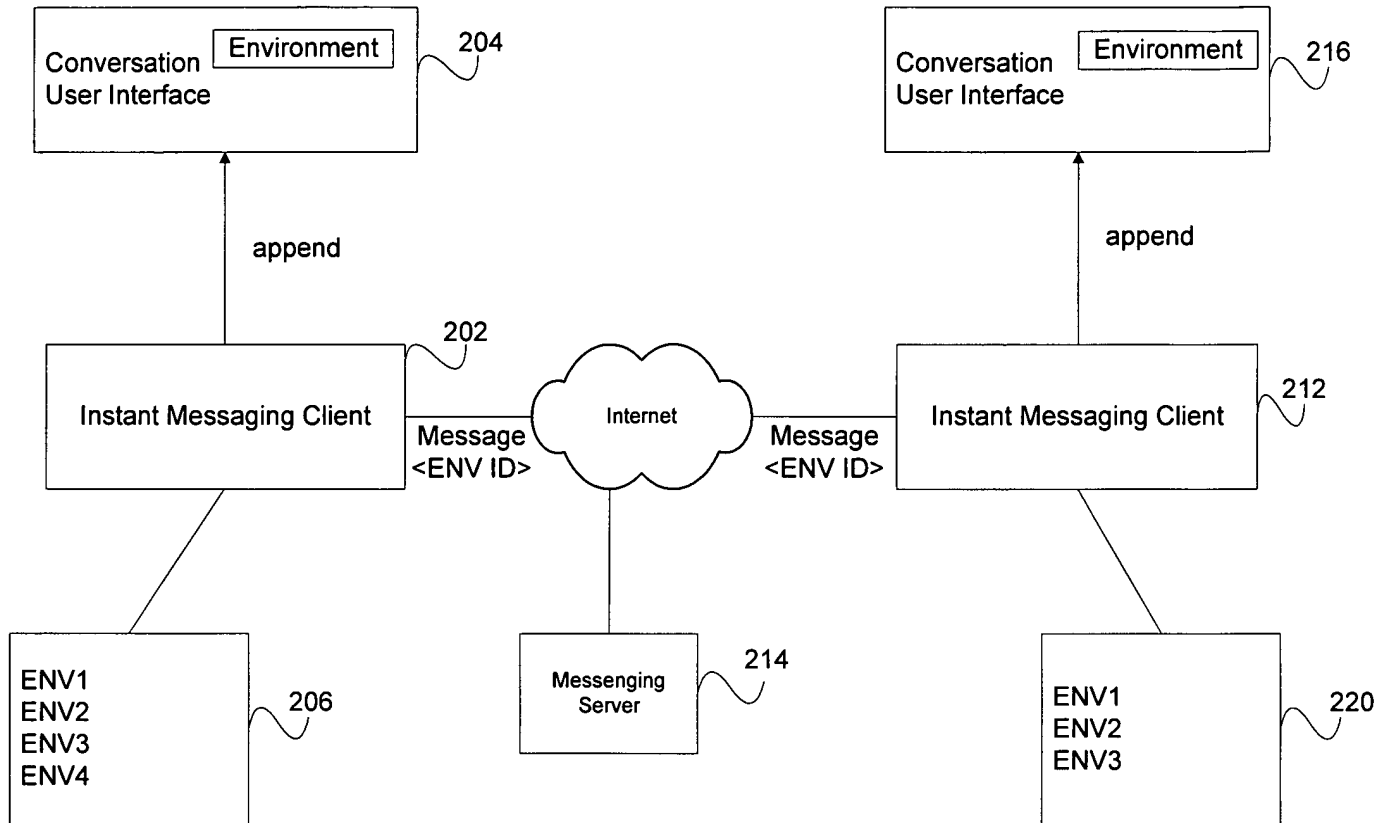 Environment
204
Conversation
User Interface
Environment
216
Conversation
User Interface
append
append
202
Instant Messaging Client
Internet
Instant Messaging Client
212
Message
<ENV ID>
Message
<ENV ID>
ENV1
ENV2
ENV3
ENV4
206
Messenging
Server
214
ENV1
ENV2
ENV3
220